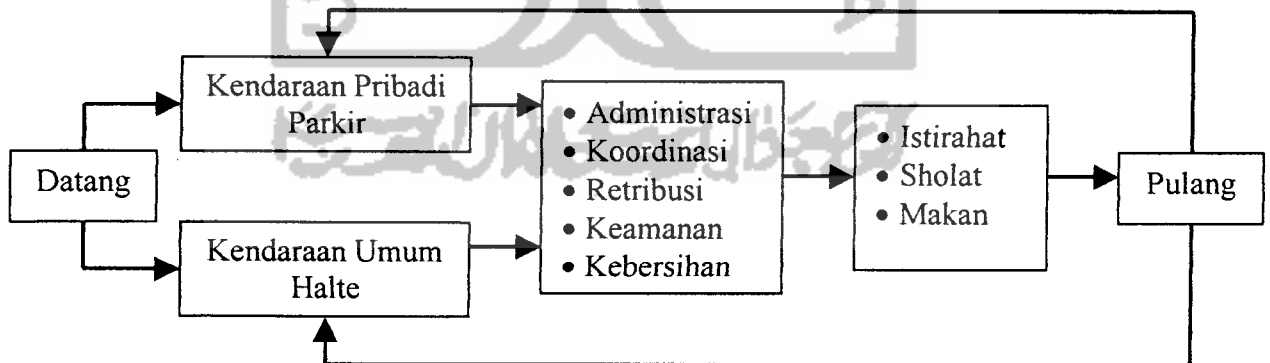 Kendaraan Pribadi
Parkir
Datang
Kendaraan Umum
Halte
• Administrasi
• Koordinasi
• Retribusi
• Keamanan
• Kebersihan
• Istirahat
• Sholat
• Makan
Pulang